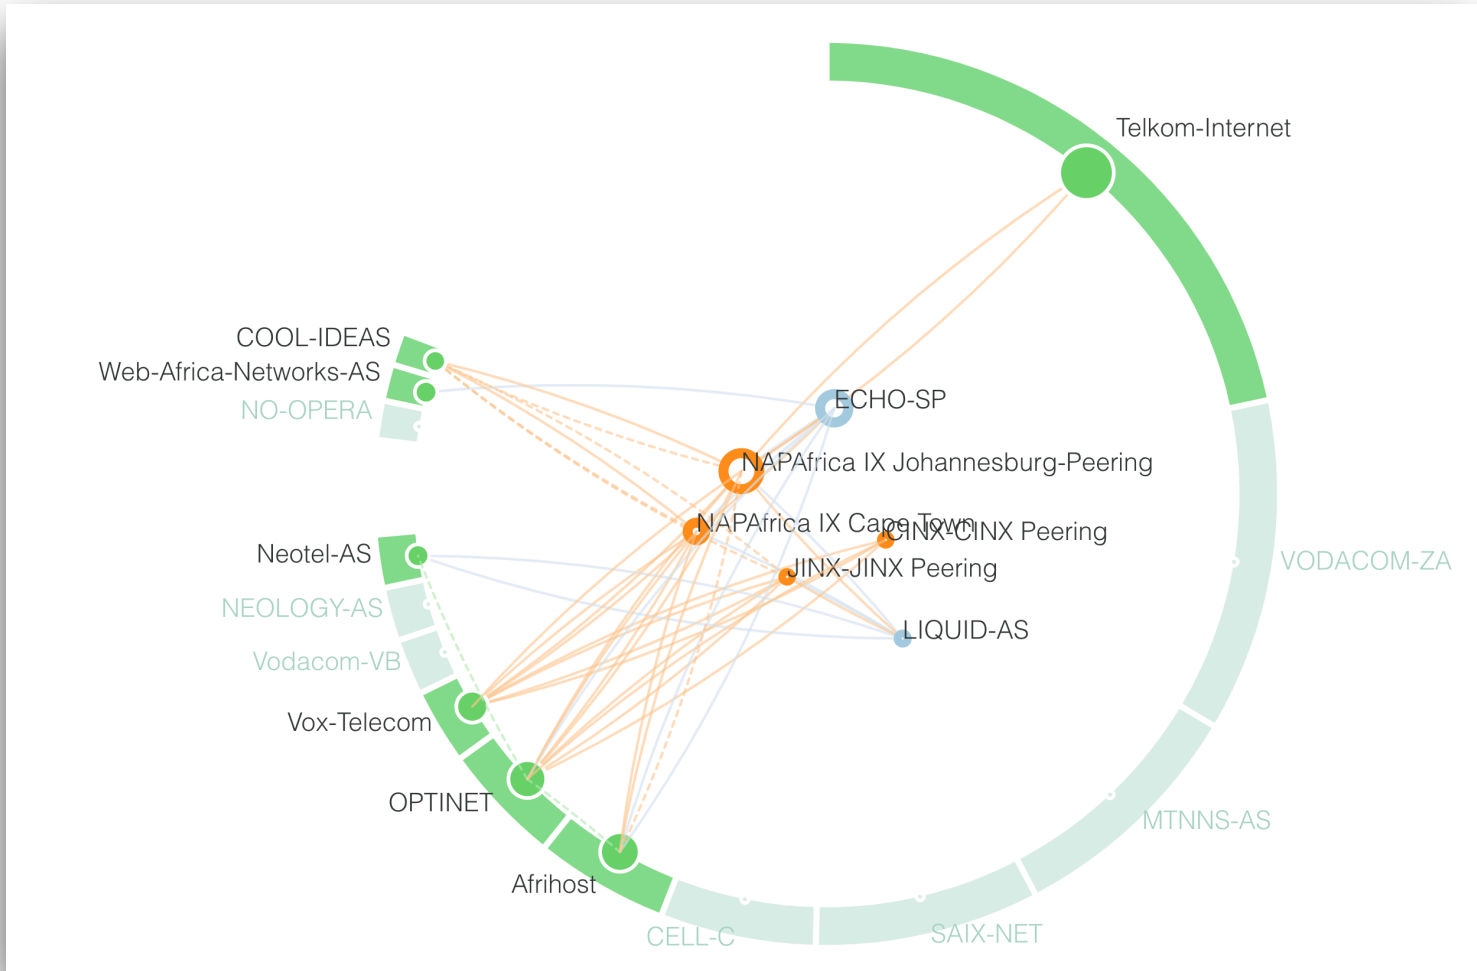 Telkom-Internet
COOL-IDEAS
Web-Africa-Networks-AS
NO-OPERA
ECHO-SP
NAPAfrica IX Johannesburg-Peering
NAPAfrica IX Cape Town
CINX-CINX Peering
JINX-JINX Peering
Neotel-AS
VODACOM-ZA
NEOLOGY-AS
LIQUID-AS
Vodacom-VB
Vox-Telecom
OPTINET
MTNNS-AS
Afrihost
CELL-C
SAIX-NET